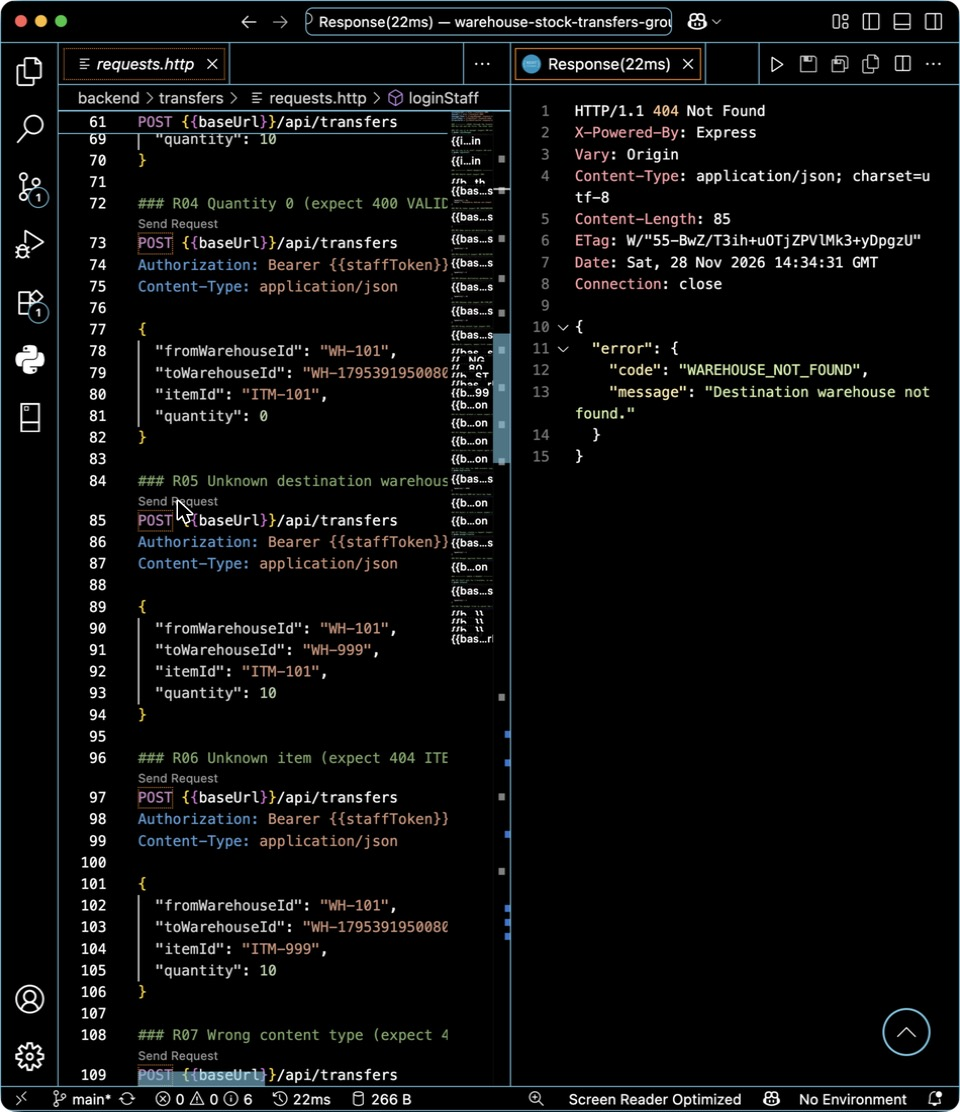 Response(22ms) — warehouse-stock-transfers-grou
requests.http
Response(22ms)
backend > transfers > requests.http > loginStaff
61 POST {{baseUrl}}/api/transfers
69 "quantity": 10
70 }
71
72 ### R04 Quantity 0 (expect 400 VALID
Send Request
73 POST {{baseUrl}}/api/transfers
74 Authorization: Bearer {{staffToken}}
75 Content-Type: application/json
76
77 {
78 "fromWarehouseId": "WH-101",
79 "toWarehouseId": "WH-1795391950080
80 "itemId": "ITM-101",
81 "quantity": 0
82 }
83
84 ### R05 Unknown destination warehous
Send Request
85 POST {{baseUrl}}/api/transfers
86 Authorization: Bearer {{staffToken}}
87 Content-Type: application/json
88
89 {
90 "fromWarehouseId": "WH-101",
91 "toWarehouseId": "WH-999",
92 "itemId": "ITM-101",
93 "quantity": 10
94 }
95
96 ### R06 Unknown item (expect 404 ITE
Send Request
97 POST {{baseUrl}}/api/transfers
98 Authorization: Bearer {{staffToken}}
99 Content-Type: application/json
100
101 {
102 "fromWarehouseId": "WH-101",
103 "toWarehouseId": "WH-1795391950080
104 "itemId": "ITM-999",
105 "quantity": 10
106 }
107
108 ### R07 Wrong content type (expect 4
Send Request
109 POST {{baseUrl}}/api/transfers
1 HTTP/1.1 404 Not Found
2 X-Powered-By: Express
3 Vary: Origin
4 Content-Type: application/json; charset=u
tf-8
5 Content-Length: 85
6 ETag: W/"55-BwZ/T3ih+uOTjZPVlMk3+yDpgzU"
7 Date: Sat, 28 Nov 2026 14:34:31 GMT
8 Connection: close
9
10 {
11 "error": {
12 "code": "WAREHOUSE_NOT_FOUND",
13 "message": "Destination warehouse not
found."
14 }
15 }
main* 0 0 6 22ms 266 B Screen Reader Optimized No Environment